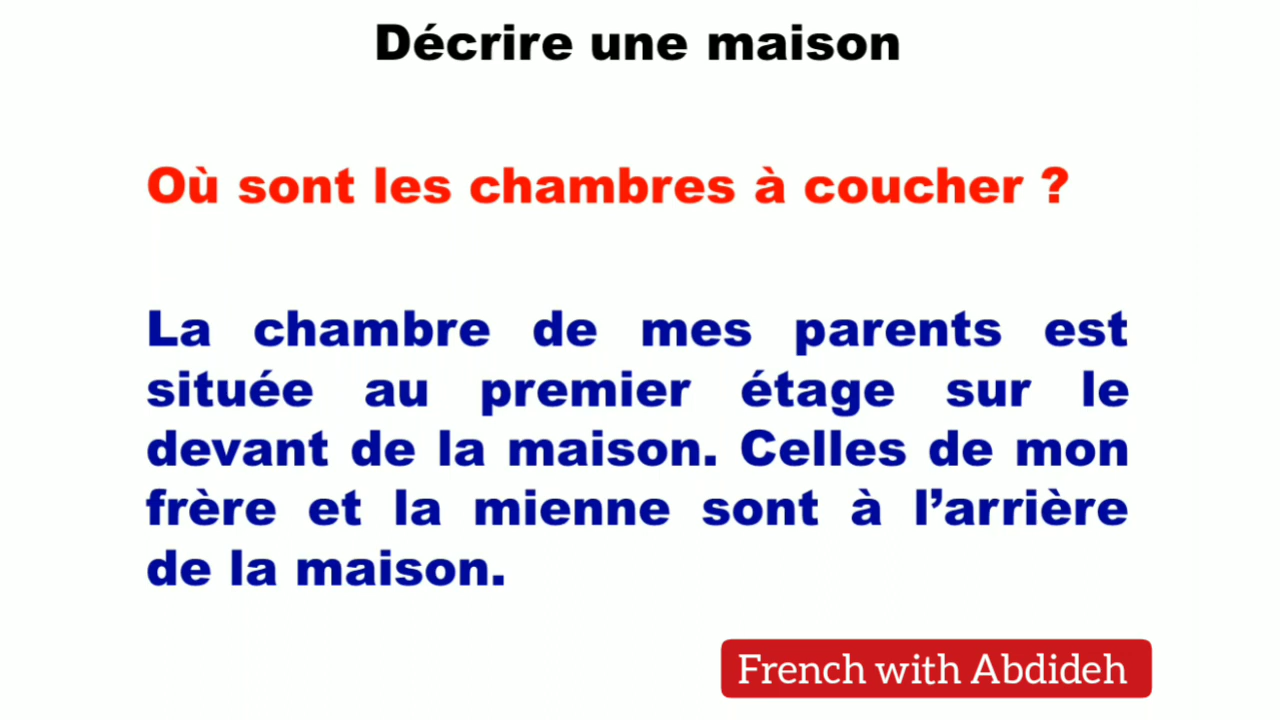 Décrire une maison
Où sont les chambres à coucher ?
La chambre de mes parents est
située au premier étage sur le
devant de la maison. Celles de mon
frère et la mienne sont à l’arrière
de la maison.
French with Abdideh